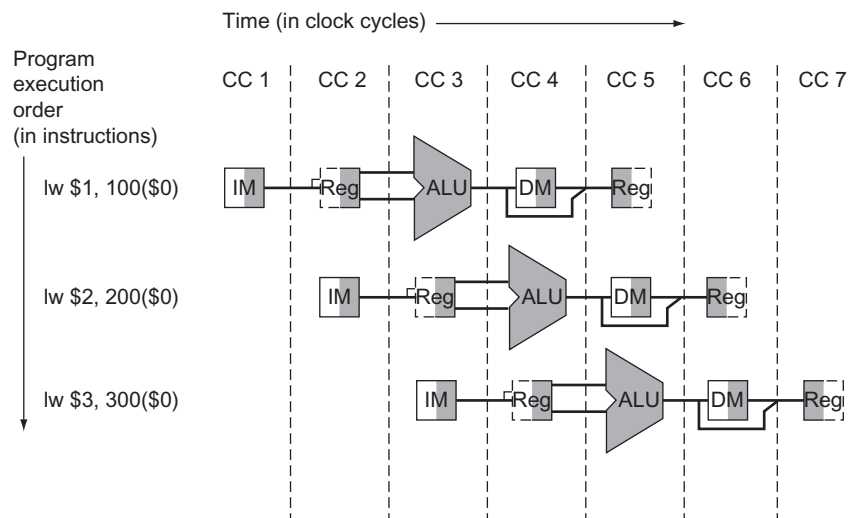 Time (in clock cycles)
Program
execution
order
(in instructions)
CC 1 CC 2 CC 3 CC 4 CC 5 CC 6 CC 7
lw $1, 100($0) IM Reg ALU DM Reg
lw $2, 200($0) IM Reg ALU DM Reg
lw $3, 300($0) IM Reg ALU DM Reg